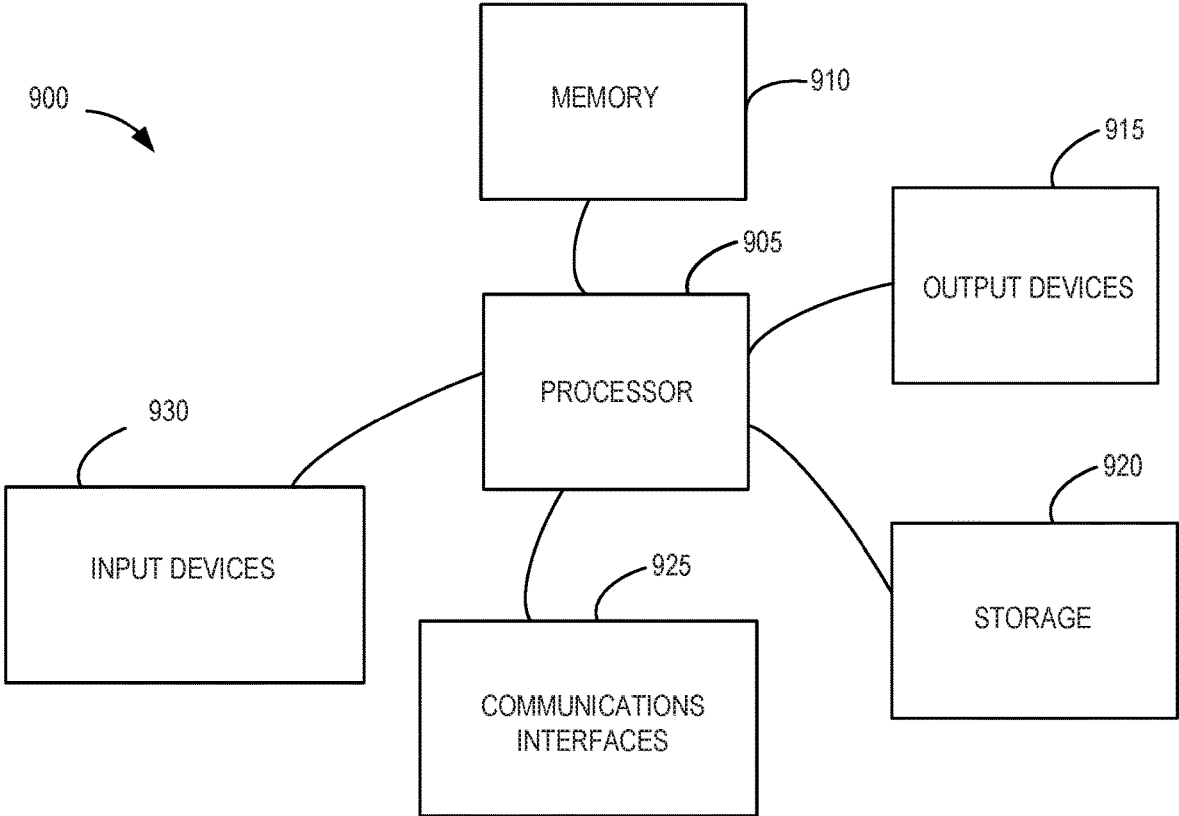 900
MEMORY
910
915
905
OUTPUT DEVICES
PROCESSOR
930
920
INPUT DEVICES
925
STORAGE
COMMUNICATIONS
INTERFACES